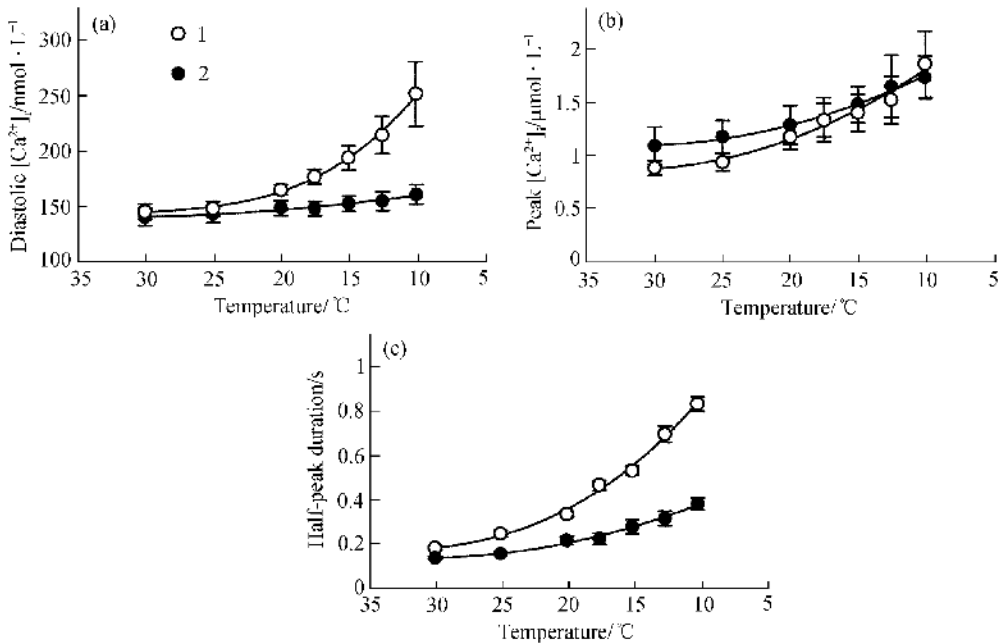 (a)
1
2
300
250
200
150
100
Diastolic [Ca²⁺]ᵢ/nmol · L⁻¹
35 30 25 20 15 10 5
Temperature/℃
(b)
2
1.5
1
0.5
0
Peak [Ca²⁺]ᵢ/μmol · L⁻¹
35 30 25 20 15 10 5
Temperature/℃
(c)
1
0.8
0.6
0.4
0.2
0
Half-peak duration/s
35 30 25 20 15 10 5
Temperature/℃